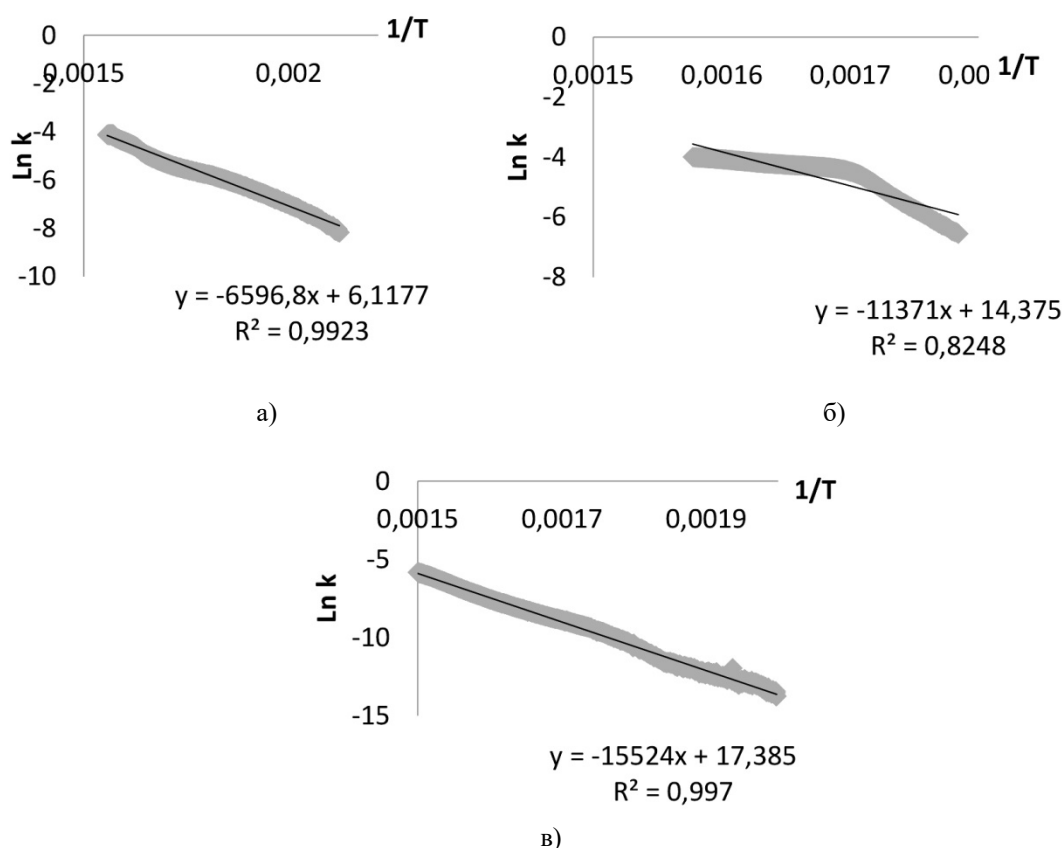 0
1/T
0,0015
0,002
-2
-4
-6
-8
-10
Ln k
y = -6596,8x + 6,1177
R² = 0,9923
а)
0
1/T
0,0015
0,0016
0,0017
0,00
-2
-4
-6
-8
Ln k
y = -11371x + 14,375
R² = 0,8248
б)
0
1/T
0,0015
0,0017
0,0019
-5
-10
-15
Ln k
y = -15524x + 17,385
R² = 0,997
в)